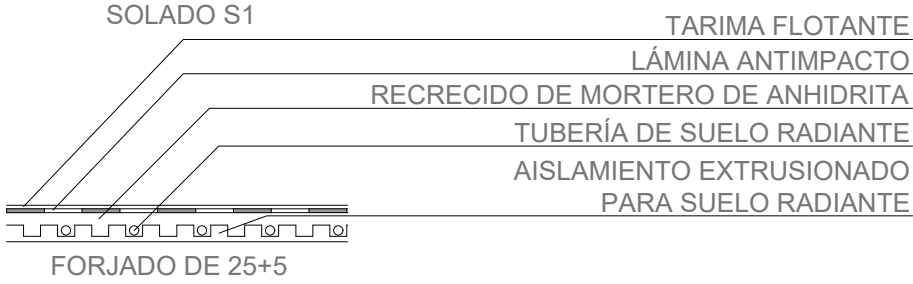 SOLADO S1
TARIMA FLOTANTE
LÁMINA ANTIMPACTO
RECRECIDO DE MORTERO DE ANHIDRITA
TUBERÍA DE SUELO RADIANTE
AISLAMIENTO EXTRUSIONADO
PARA SUELO RADIANTE
FORJADO DE 25+5